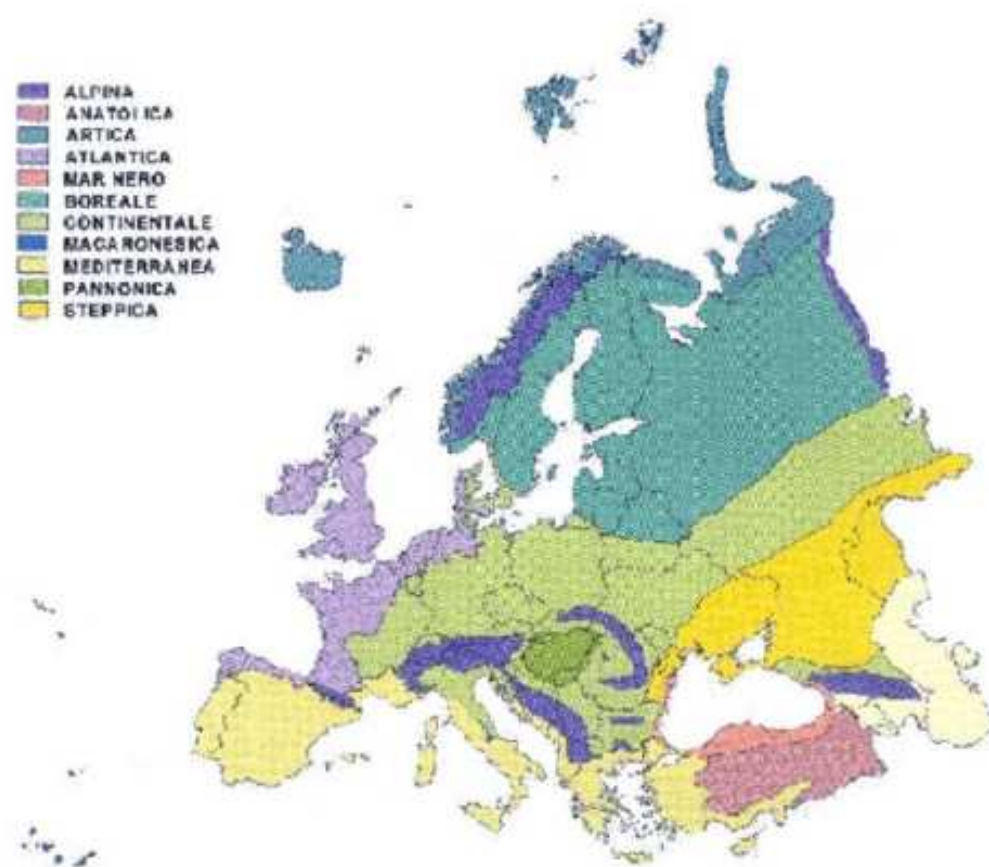 ALPINA
ANATOLICA
ARTICA
ATLANTICA
MAR NERO
BOREALE
CONTINENTALE
MACARONESICA
MEDITERRANEA
PANNONICA
STEPPICA